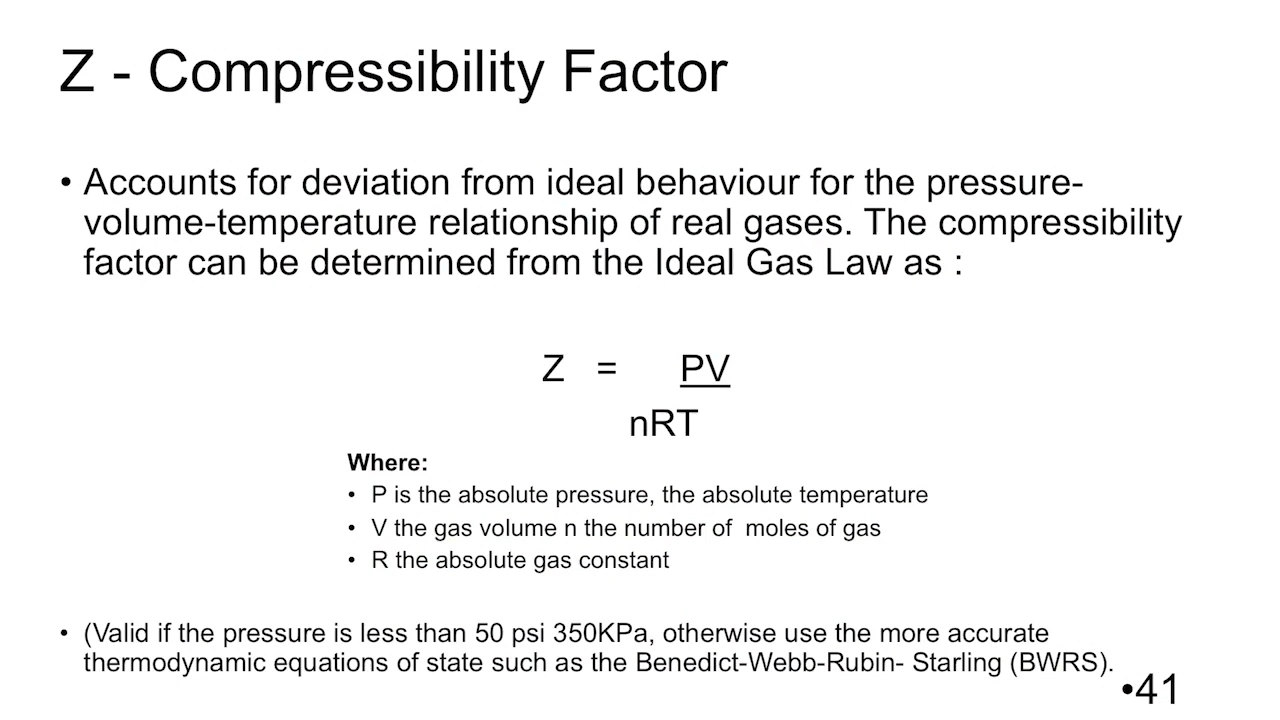 Z - Compressibility Factor
• Accounts for deviation from ideal behaviour for the pressure-
volume-temperature relationship of real gases. The compressibility
factor can be determined from the Ideal Gas Law as :
Z = PV
nRT
Where:
• P is the absolute pressure, the absolute temperature
• V the gas volume n the number of moles of gas
• R the absolute gas constant
• (Valid if the pressure is less than 50 psi 350KPa, otherwise use the more accurate
thermodynamic equations of state such as the Benedict-Webb-Rubin- Starling (BWRS).
•41